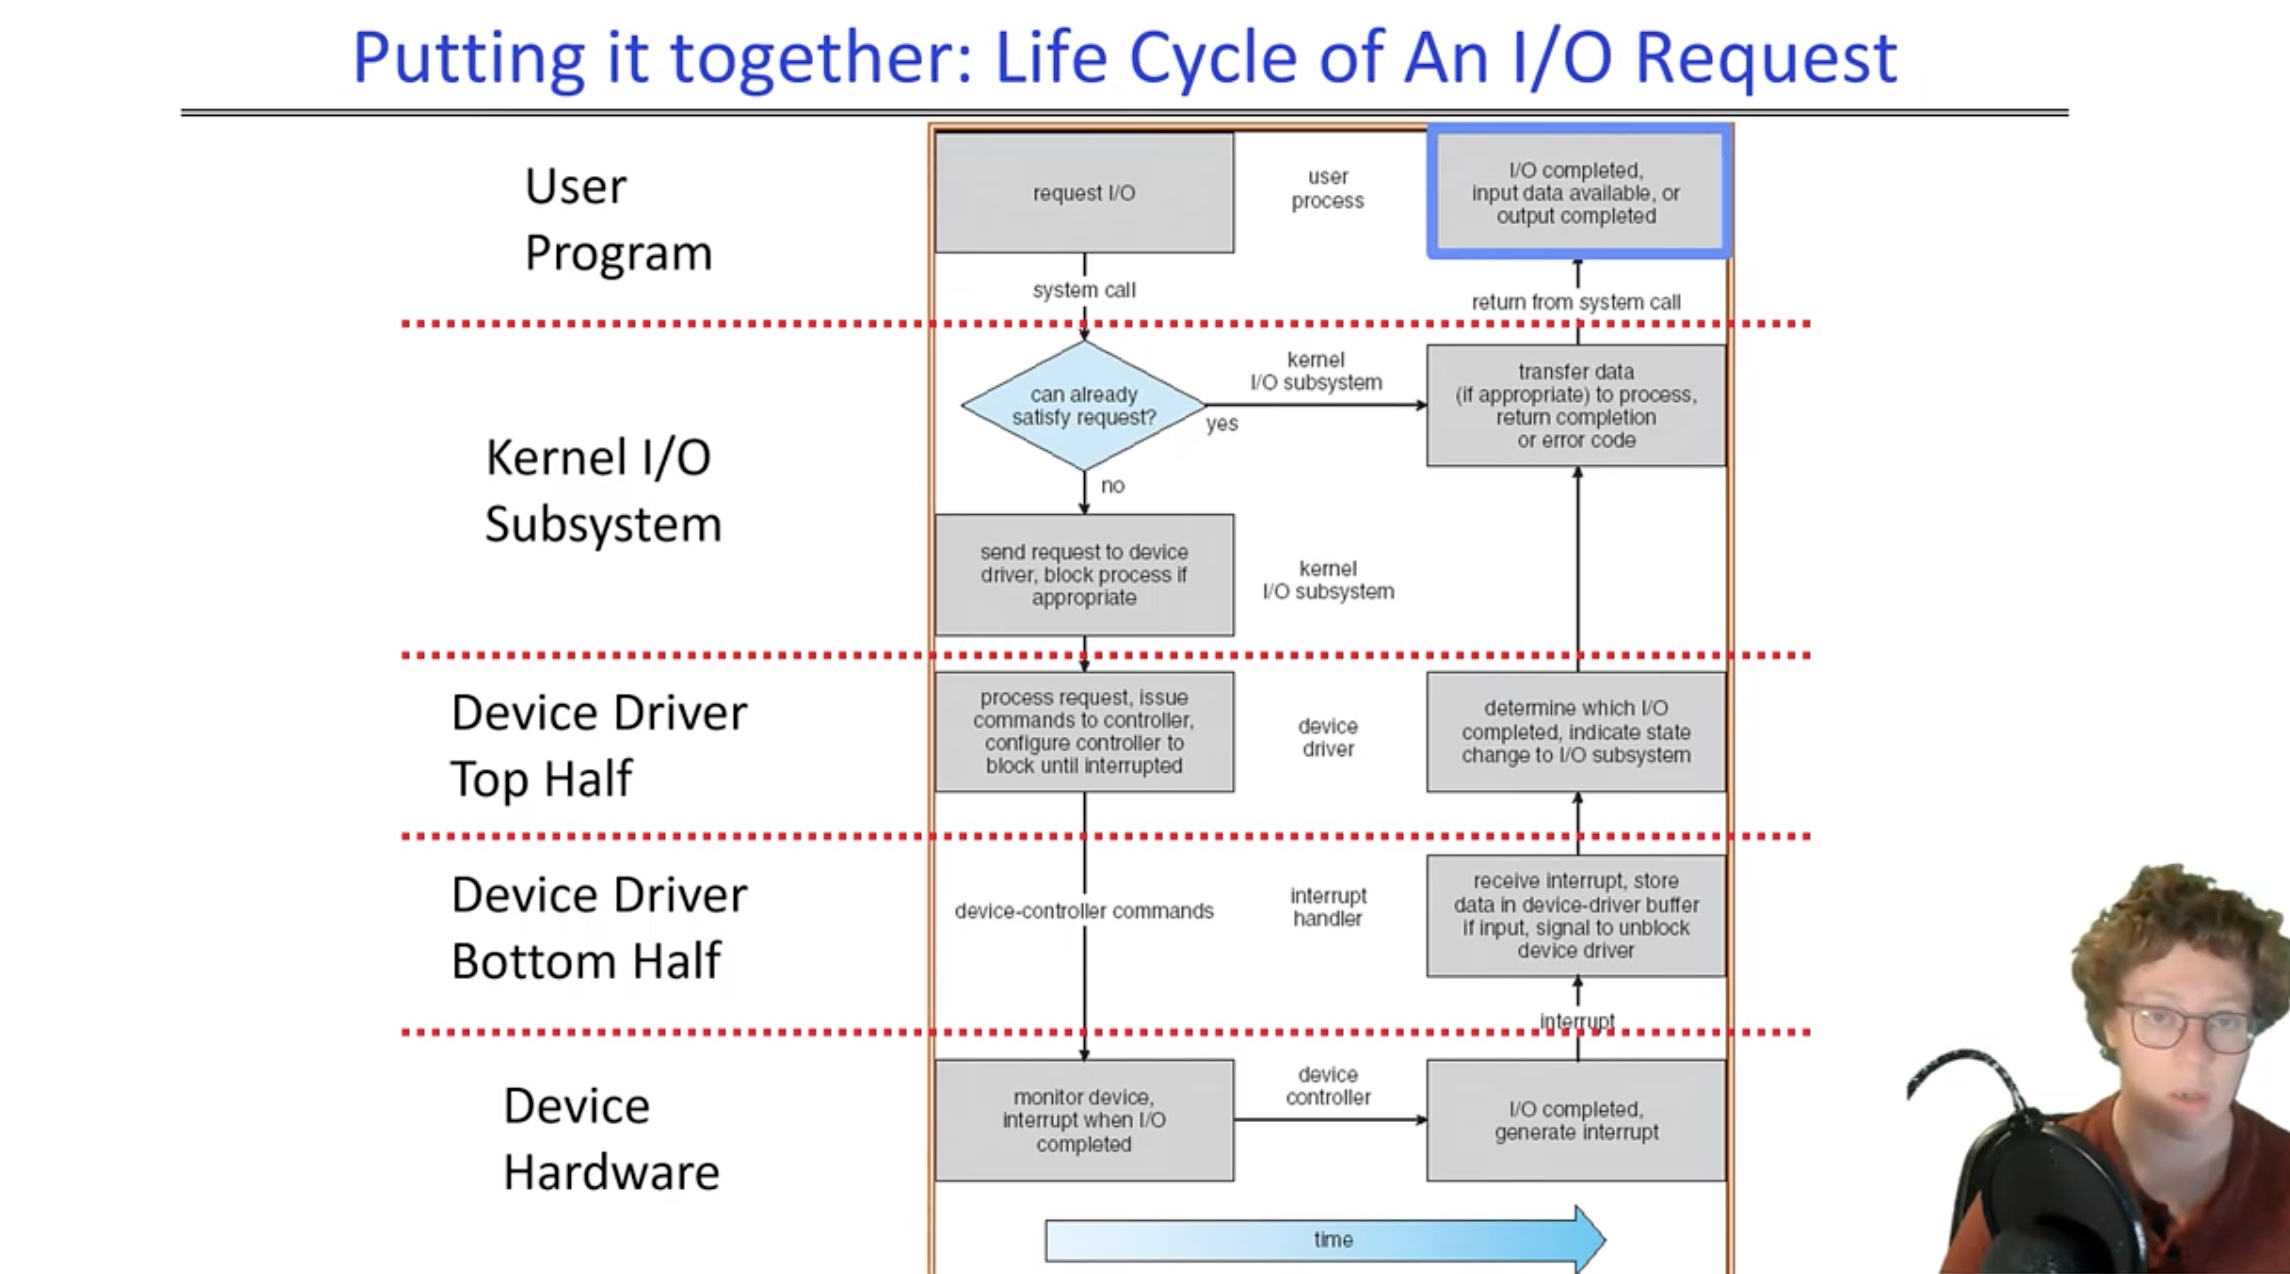 Putting it together: Life Cycle of An I/O Request
User
Program
request I/O
user
process
I/O completed,
input data available, or
output completed
system call
return from system call
Kernel I/O
Subsystem
can already
satisfy request?
kernel
I/O subsystem
yes
transfer data
(if appropriate) to process,
return completion
or error code
no
send request to device
driver, block process if
appropriate
kernel
I/O subsystem
Device Driver
Top Half
process request, issue
commands to controller,
configure controller to
block until interrupted
device
driver
determine which I/O
completed, indicate state
change to I/O subsystem
Device Driver
Bottom Half
device-controller commands
interrupt
handler
receive interrupt, store
data in device-driver buffer
if input, signal to unblock
device driver
interrupt
Device
Hardware
monitor device,
interrupt when I/O
completed
device
controller
I/O completed,
generate interrupt
time